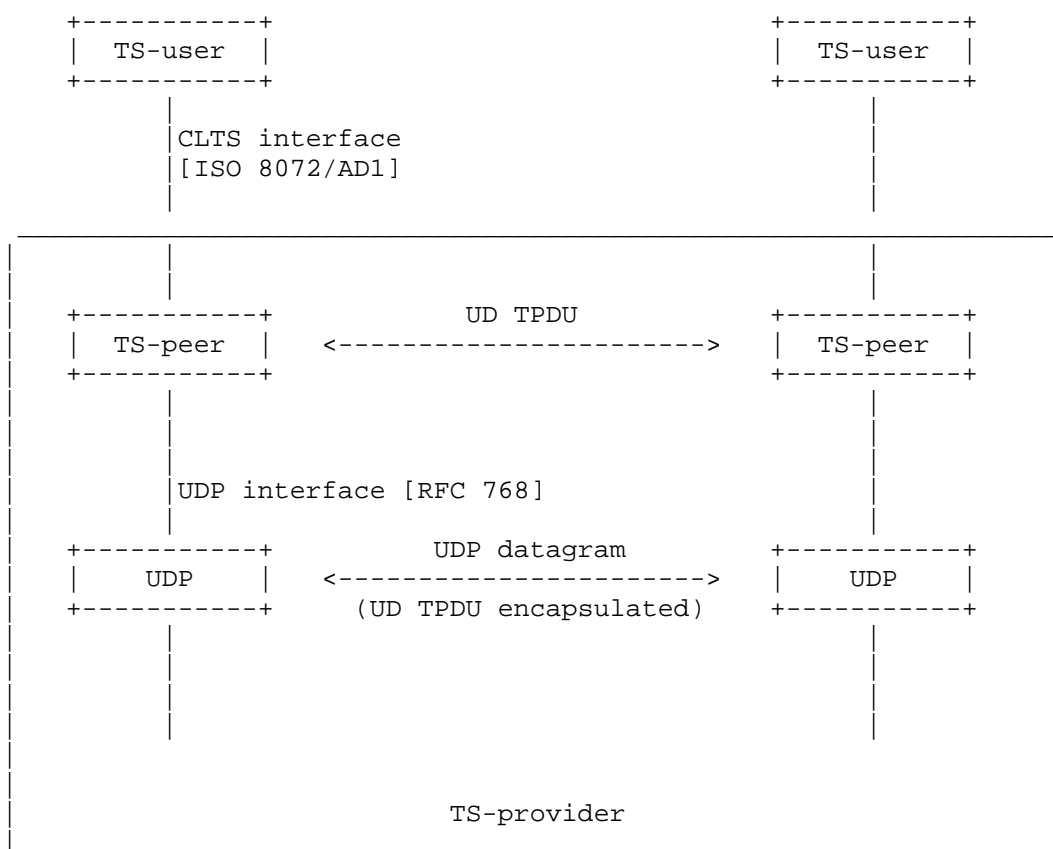 TS-user TS-user
CLTS interface
[ISO 8072/AD1]
UD TPDU
TS-peer <-----------------------> TS-peer
UDP interface [RFC 768]
UDP datagram
UDP <-----------------------> UDP
(UD TPDU encapsulated)
TS-provider